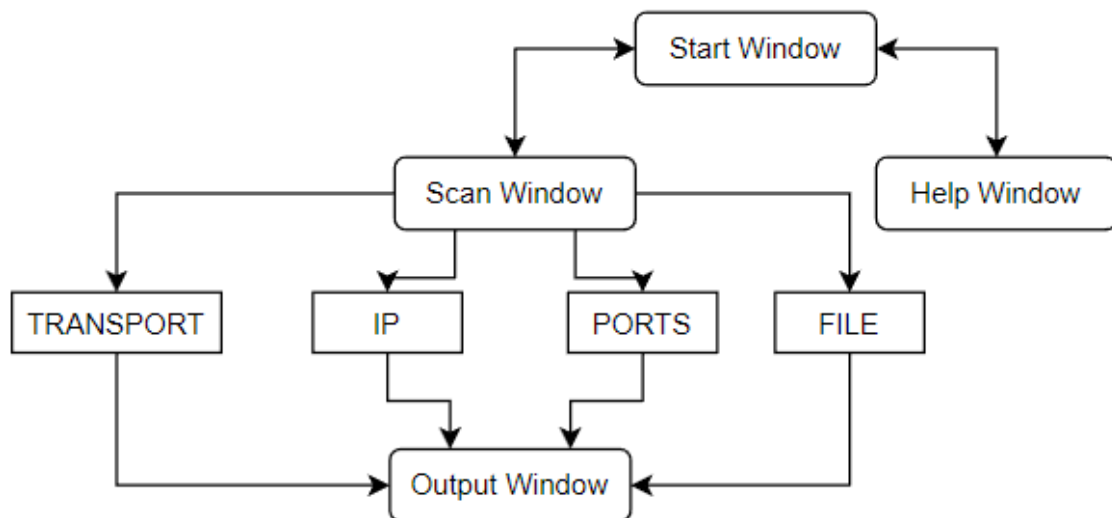 Start Window
Scan Window
Help Window
TRANSPORT
IP
PORTS
FILE
Output Window